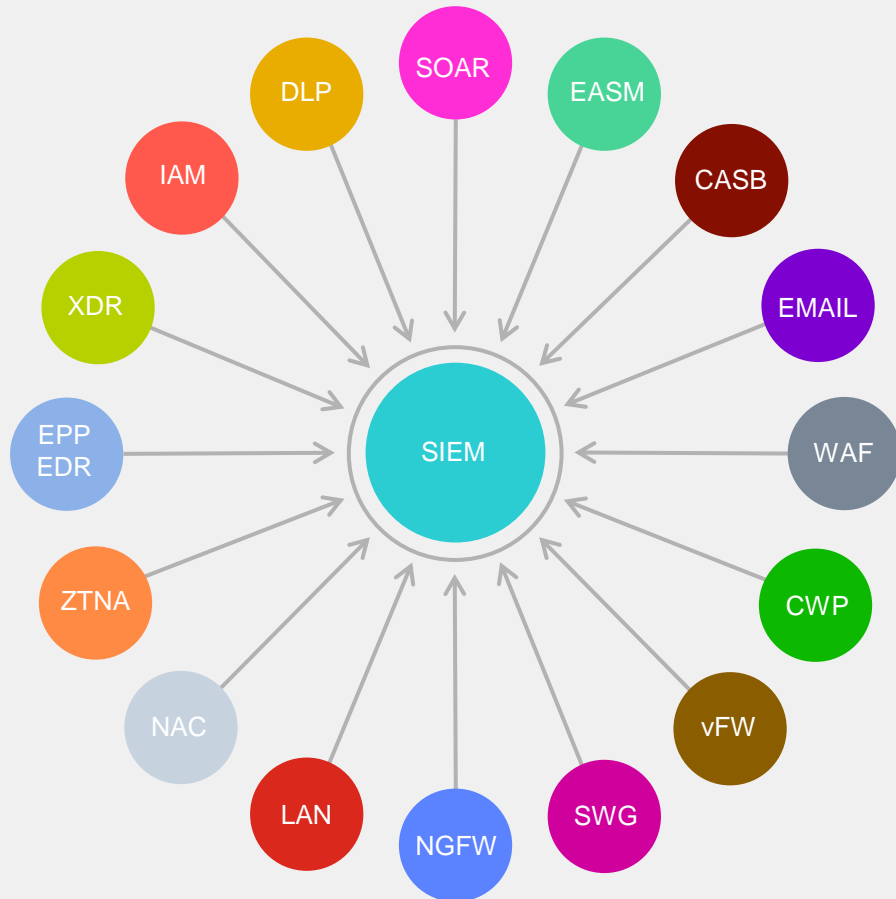 SOAR
DLP
EASM
IAM
CASB
XDR
EMAIL
EPP
EDR
SIEM
WAF
ZTNA
CWP
NAC
vFW
LAN
SWG
NGFW